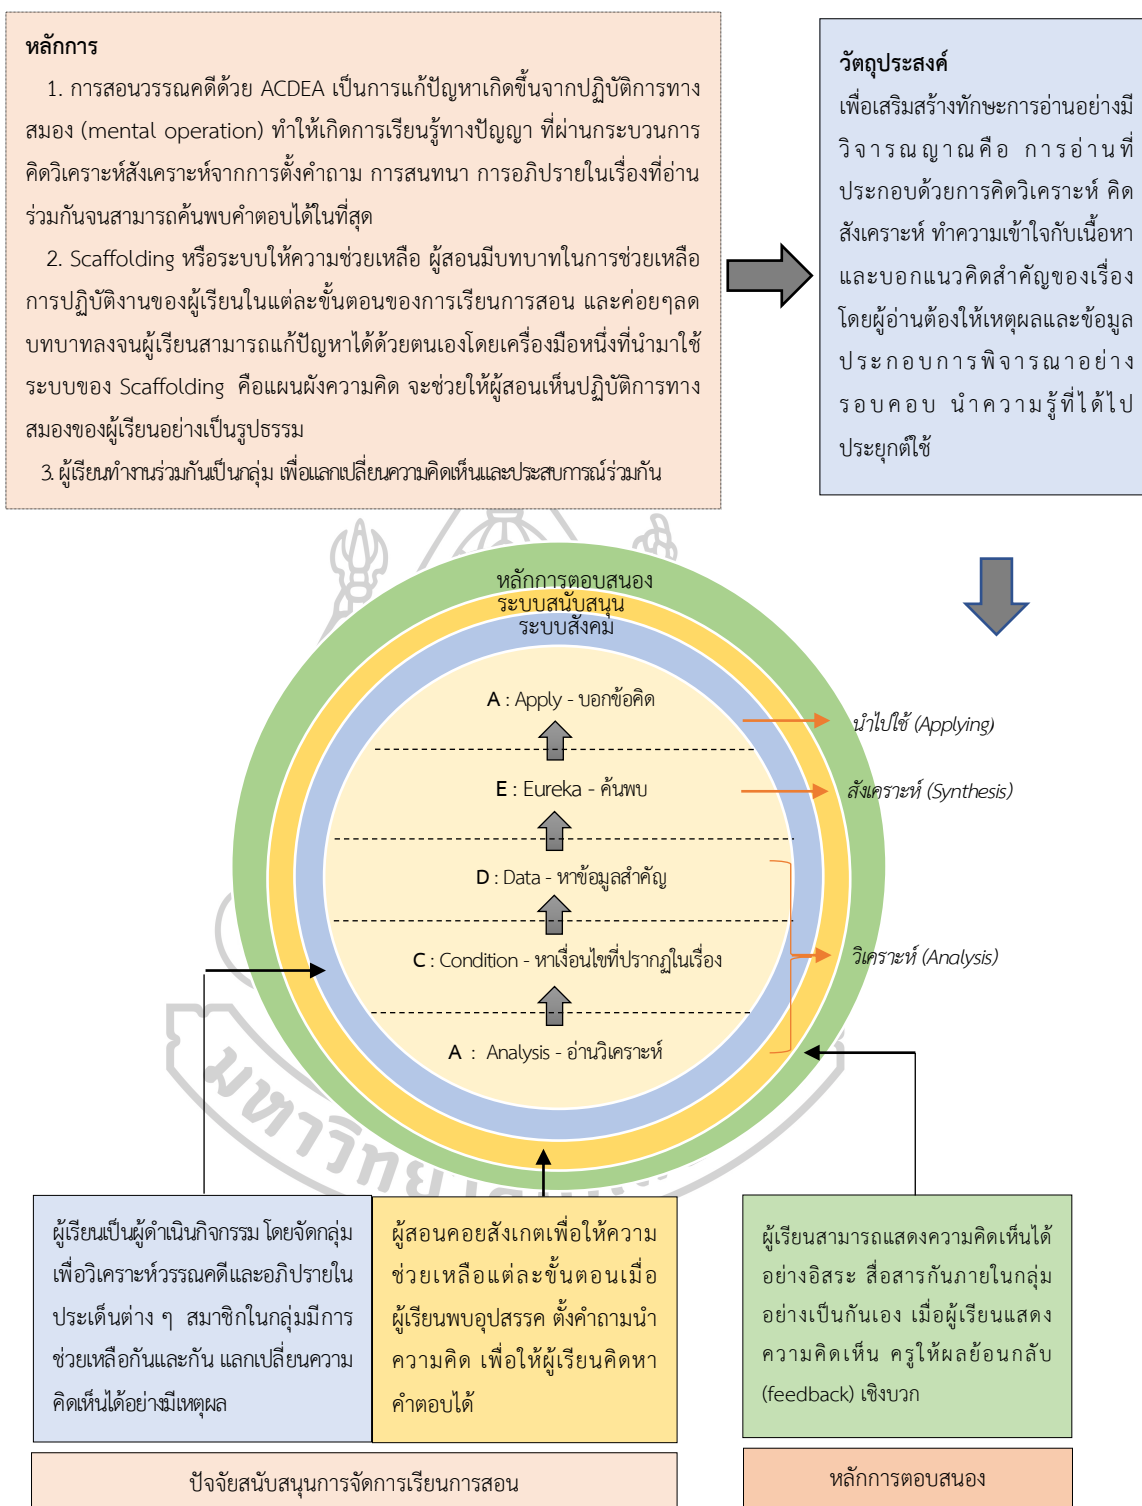 หลักการ
1. การสอนวรรณคดีด้วย ACDEA เป็นการแก้ปัญหาเกิดขึ้นจากปฏิบัติการทาง
สมอง (mental operation) ทำให้เกิดการเรียนรู้ทางปัญญา ที่ผ่านกระบวนการ
คิดวิเคราะห์สังเคราะห์จากการตั้งคำถาม การสนทนา การอภิปรายในเรื่องที่อ่าน
ร่วมกันจนสามารถค้นพบคำตอบได้ในที่สุด
2. Scaffolding หรือระบบให้ความช่วยเหลือ ผู้สอนมีบทบาทในการช่วยเหลือ
การปฏิบัติงานของผู้เรียนในแต่ละขั้นตอนของการเรียนการสอน และค่อยๆลด
บทบาทลงจนผู้เรียนสามารถแก้ปัญหาได้ด้วยตนเองโดยเครื่องมือหนึ่งที่นำมาใช้
ระบบของ Scaffolding คือแผนผังความคิด จะช่วยให้ผู้สอนเห็นปฏิบัติการทาง
สมองของผู้เรียนอย่างเป็นรูปธรรม
3. ผู้เรียนทำงานร่วมกันเป็นกลุ่ม เพื่อแลกเปลี่ยนความคิดเห็นและประสบการณ์ร่วมกัน
วัตถุประสงค์
เพื่อเสริมสร้างทักษะการอ่านอย่างมี
วิจารณญาณคือ การอ่านที่
ประกอบด้วยการคิดวิเคราะห์ คิด
สังเคราะห์ ทำความเข้าใจกับเนื้อหา
และบอกแนวคิดสำคัญของเรื่อง
โดยผู้อ่านต้องให้เหตุผลและข้อมูล
ประกอบการพิจารณาอย่าง
รอบคอบ นำความรู้ที่ได้ไป
ประยุกต์ใช้
หลักการตอบสนอง
ระบบสนับสนุน
ระบบสังคม
A : Apply - บอกข้อคิด
นำไปใช้ (Applying)
E : Eureka - ค้นพบ
สังเคราะห์ (Synthesis)
D : Data - หาข้อมูลสำคัญ
C : Condition - หาเงื่อนไขที่ปรากฏในเรื่อง
วิเคราะห์ (Analysis)
A : Analysis - อ่านวิเคราะห์
ผู้เรียนเป็นผู้ดำเนินกิจกรรม โดยจัดกลุ่ม
เพื่อวิเคราะห์วรรณคดีและอภิปรายใน
ประเด็นต่าง ๆ สมาชิกในกลุ่มมีการ
ช่วยเหลือกันและกัน แลกเปลี่ยนความ
คิดเห็นได้อย่างมีเหตุผล
ผู้สอนคอยสังเกตเพื่อให้ความ
ช่วยเหลือแต่ละขั้นตอนเมื่อ
ผู้เรียนพบอุปสรรค ตั้งคำถามนำ
ความคิด เพื่อให้ผู้เรียนคิดหา
คำตอบได้
ผู้เรียนสามารถแสดงความคิดเห็นได้
อย่างอิสระ สื่อสารกันภายในกลุ่ม
อย่างเป็นกันเอง เมื่อผู้เรียนแสดง
ความคิดเห็น ครูให้ผลย้อนกลับ
(feedback) เชิงบวก
ปัจจัยสนับสนุนการจัดการเรียนการสอน
หลักการตอบสนอง